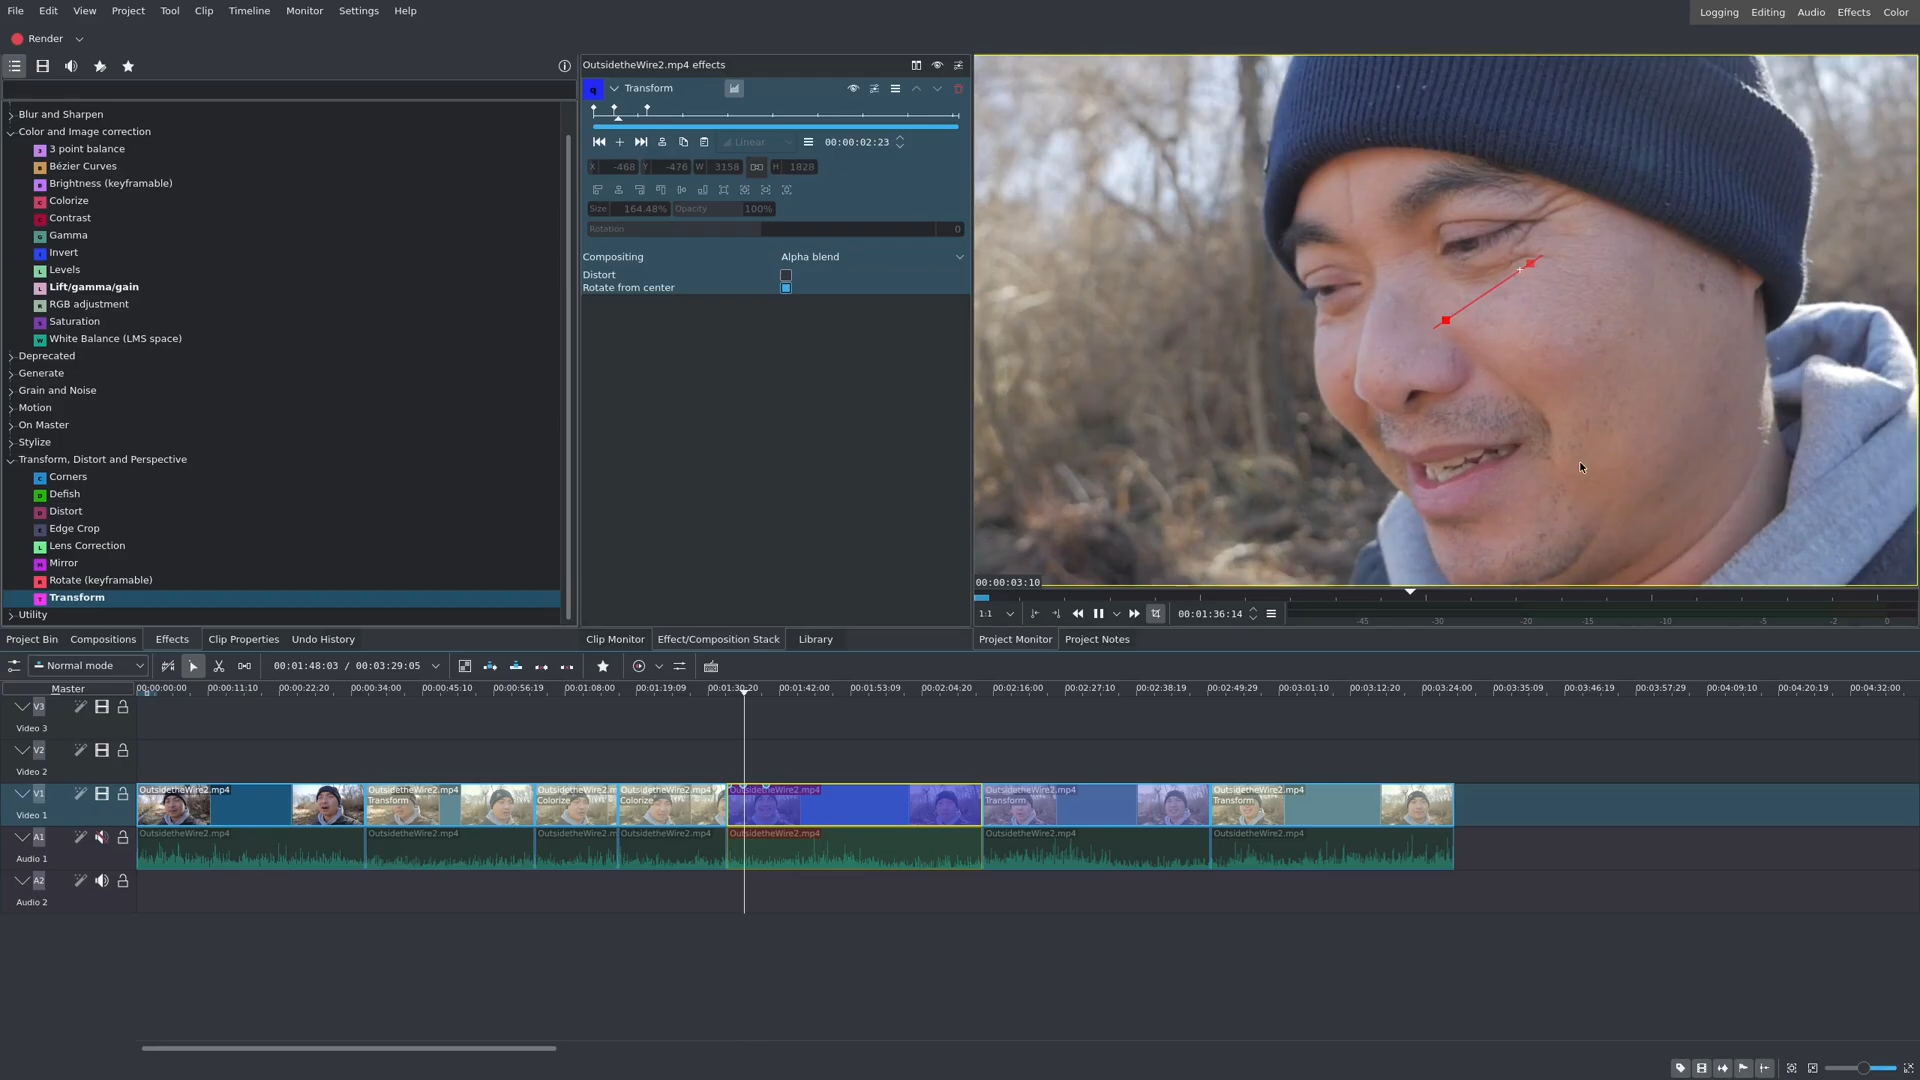 File Edit View Project Tool Clip Timeline Monitor Settings Help
Logging Editing Audio Effects Color
Render
OutsidetheWire2.mp4 effects
Transform
Blur and Sharpen
Color and Image correction
3 point balance
Bézier Curves
Brightness (keyframable)
Colorize
Contrast
Gamma
Invert
Levels
Lift/gamma/gain
RGB adjustment
Saturation
White Balance (LMS space)
Deprecated
Generate
Grain and Noise
Motion
On Master
Stylize
Transform, Distort and Perspective
Corners
Defish
Distort
Edge Crop
Lens Correction
Mirror
Rotate (keyframable)
Transform
Utility
Linear 00:00:02:23
X -468 Y -476 W 3158 H 1828
Size 164.48% Opacity 100%
Rotation 0
Compositing Alpha blend
Distort
Rotate from center
00:00:03:10
1:1 00:01:36:14
-45 -30 -20 -15 -10 -5 -2 0
Project Bin Compositions Effects Clip Properties Undo History
Clip Monitor Effect/Composition Stack Library
Project Monitor Project Notes
Normal mode 00:01:48:03 / 00:03:29:05
Master
00:00:00:00 00:00:11:10 00:00:22:20 00:00:34:00 00:00:45:10 00:00:56:19 00:01:08:00 00:01:19:09 00:01:30:20 00:01:42:00 00:01:53:09 00:02:04:20 00:02:16:00 00:02:27:10 00:02:38:19 00:02:49:29 00:03:01:10 00:03:12:20 00:03:24:00 00:03:35:09 00:03:46:19 00:03:57:29 00:04:09:10 00:04:20:19 00:04:32:00
V3
Video 3
V2
Video 2
V1
Video 1
OutsidetheWire2.mp4 OutsidetheWire2.mp4 OutsidetheWire2.m OutsidetheWire2.mp4 OutsidetheWire2.mp4 OutsidetheWire2.mp4 OutsidetheWire2.mp4
Transform Colorize Colorize Transform Transform
A1
Audio 1
OutsidetheWire2.mp4 OutsidetheWire2.mp4 OutsidetheWire2.m OutsidetheWire2.mp4 OutsidetheWire2.mp4 OutsidetheWire2.mp4 OutsidetheWire2.mp4
A2
Audio 2